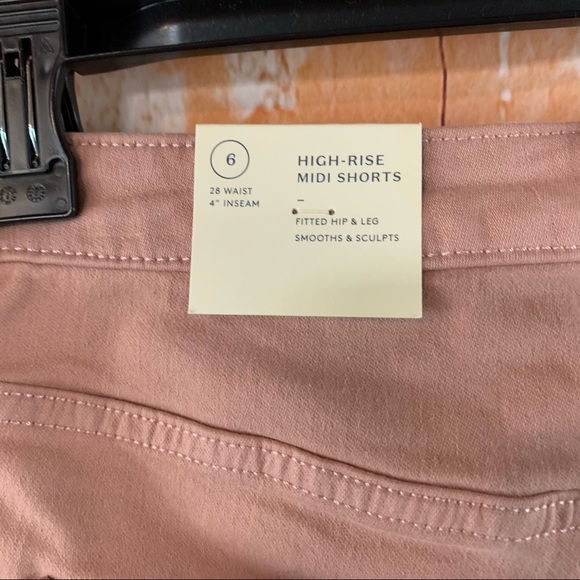 6
28 WAIST
4" INSEAM
HIGH-RISE
MIDI SHORTS
–
FITTED HIP & LEG
SMOOTHS & SCULPTS